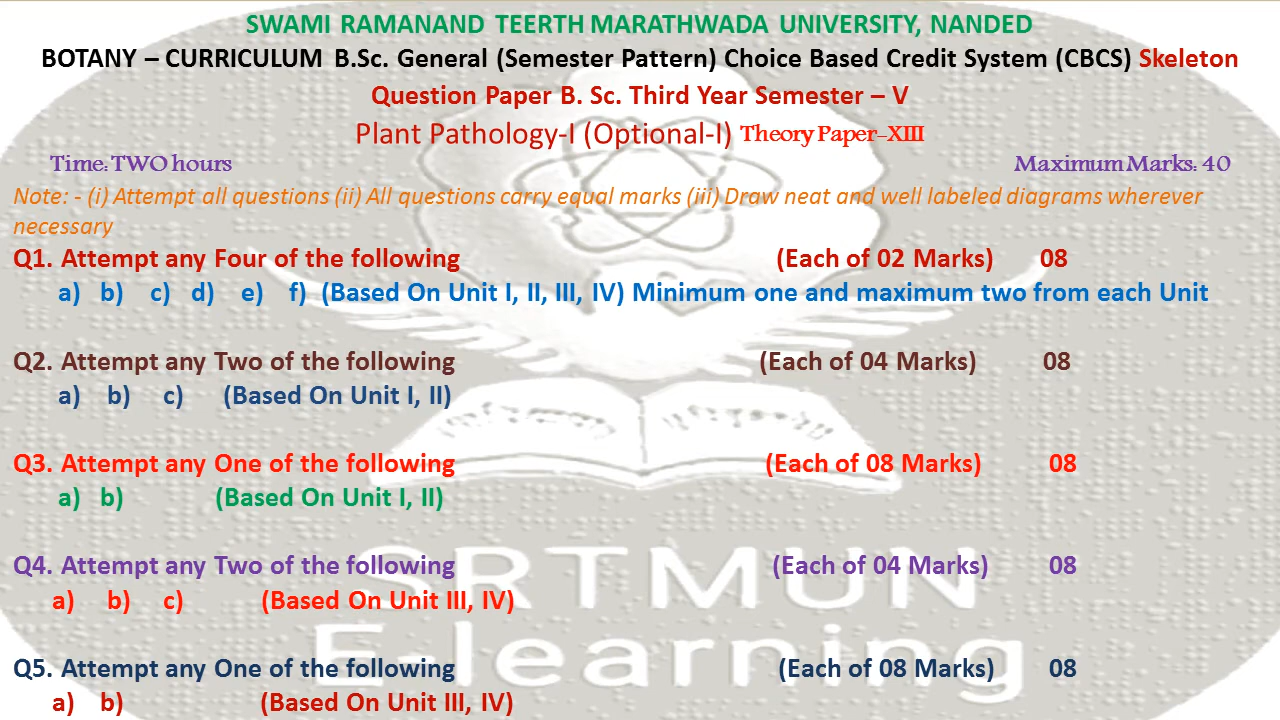 SWAMI RAMANAND TEERTH MARATHWADA UNIVERSITY, NANDED
BOTANY – CURRICULUM B.Sc. General (Semester Pattern) Choice Based Credit System (CBCS) Skeleton
Question Paper B. Sc. Third Year Semester – V
Plant Pathology-I (Optional-I) Theory Paper–XIII
Time: TWO hours Maximum Marks: 40
Note: - (i) Attempt all questions (ii) All questions carry equal marks (iii) Draw neat and well labeled diagrams wherever
necessary
Q1. Attempt any Four of the following (Each of 02 Marks) 08
a) b) c) d) e) f) (Based On Unit I, II, III, IV) Minimum one and maximum two from each Unit
Q2. Attempt any Two of the following (Each of 04 Marks) 08
a) b) c) (Based On Unit I, II)
Q3. Attempt any One of the following (Each of 08 Marks) 08
a) b) (Based On Unit I, II)
Q4. Attempt any Two of the following (Each of 04 Marks) 08
a) b) c) (Based On Unit III, IV)
Q5. Attempt any One of the following (Each of 08 Marks) 08
a) b) (Based On Unit III, IV)
SRTMUN
E-learning